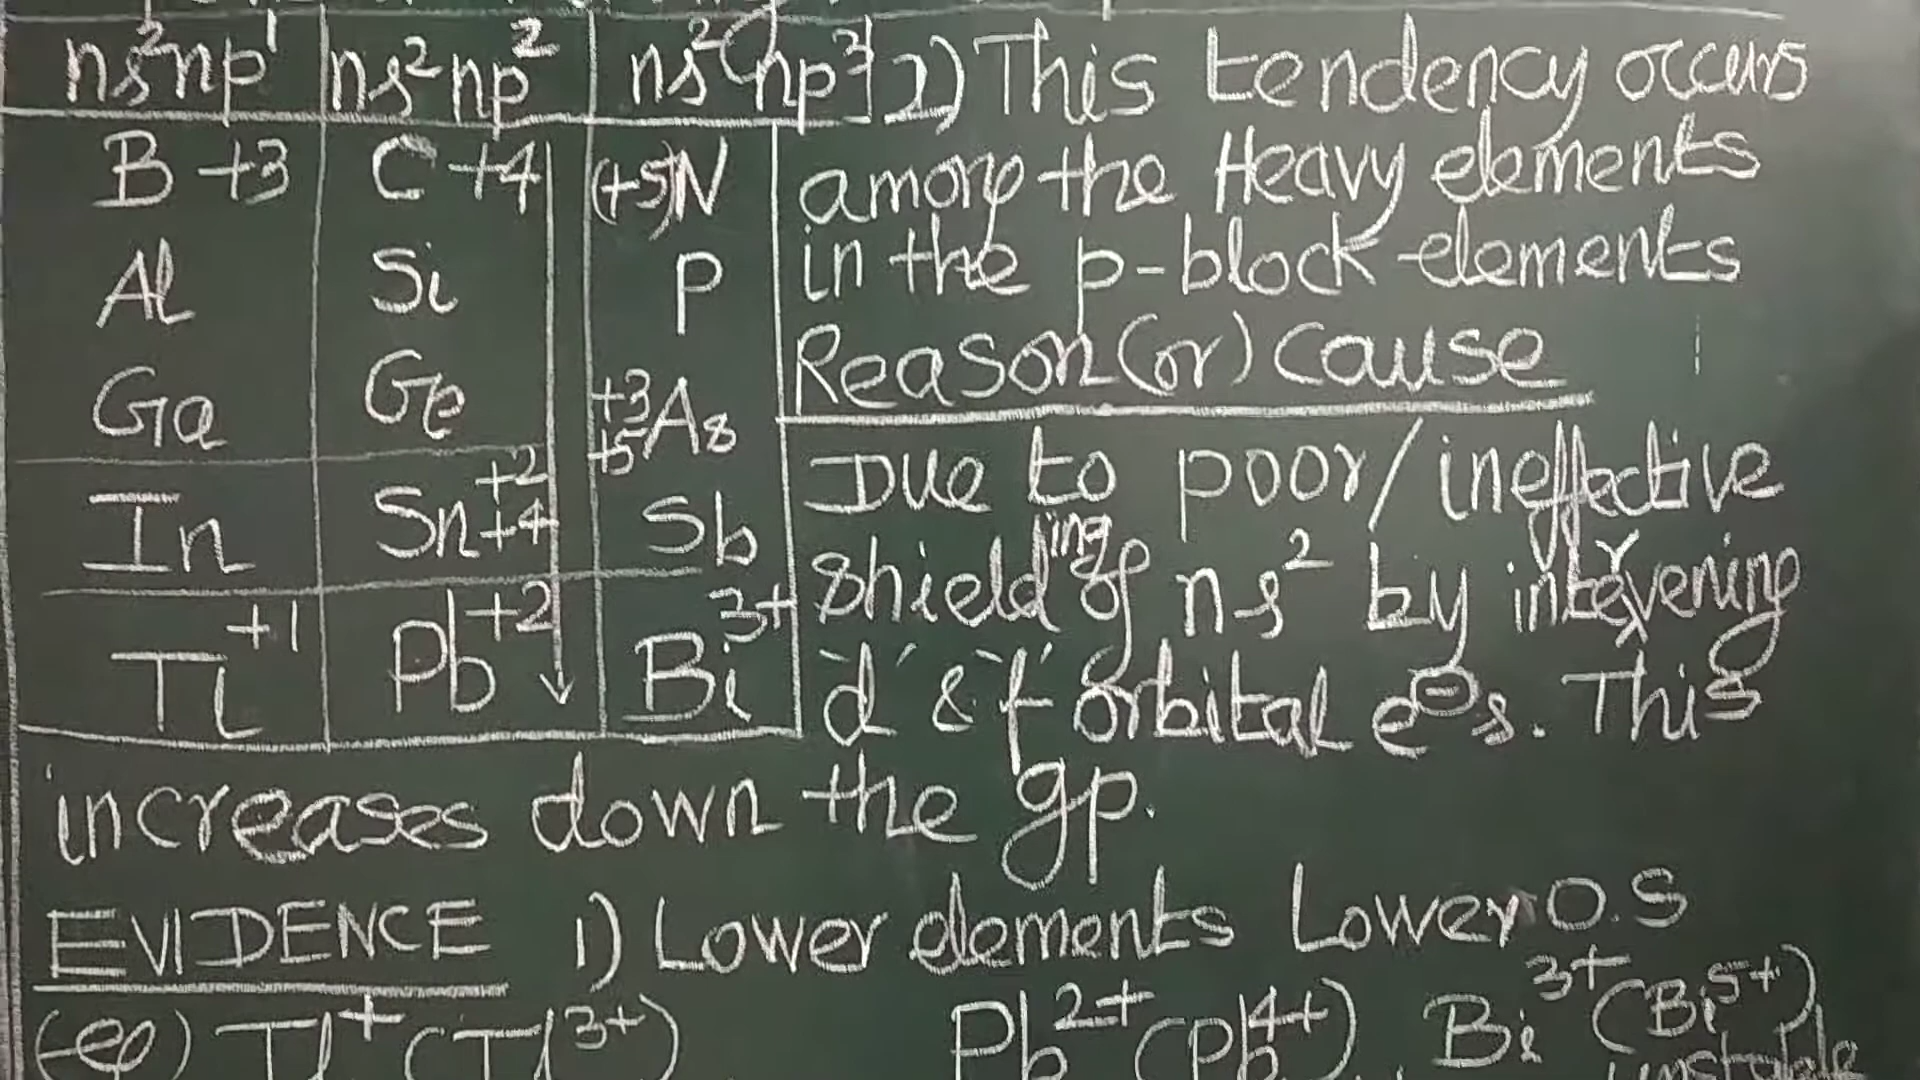 ns²np¹ ns²np² ns²np³ 2) This tendency occurs
B +3 C +4 (+5)N among the Heavy elements
Al Si P in the p-block elements
Ga Ge +3 +5 As Reason (or) Cause
In Sn +2 +4 Sb Due to poor/ineffective
shielding of ns² by intervening
Tl +1 Pb +2 Bi 3+ 'd' & 'f' orbital e⊖s. This
increases down the gp.
EVIDENCE 1) Lower elements Lower O.S
(eg) Tl⁺ (Tl³⁺) Pb²⁺ (Pb⁴⁺), Bi³⁺ (Bi⁵⁺)
unstable